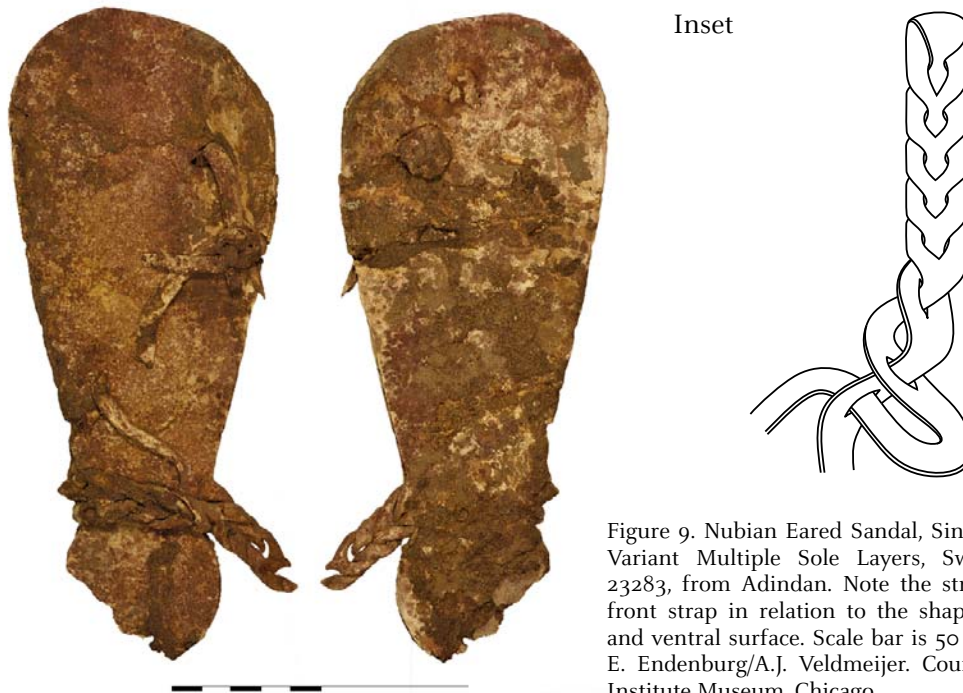 Inset
Figure 9. Nubian Eared Sandal, Sin
Variant Multiple Sole Layers, Sw
23283, from Adindan. Note the str
front strap in relation to the shap
and ventral surface. Scale bar is 50
E. Endenburg/A.J. Veldmeijer. Cour
Institute Museum, Chicago